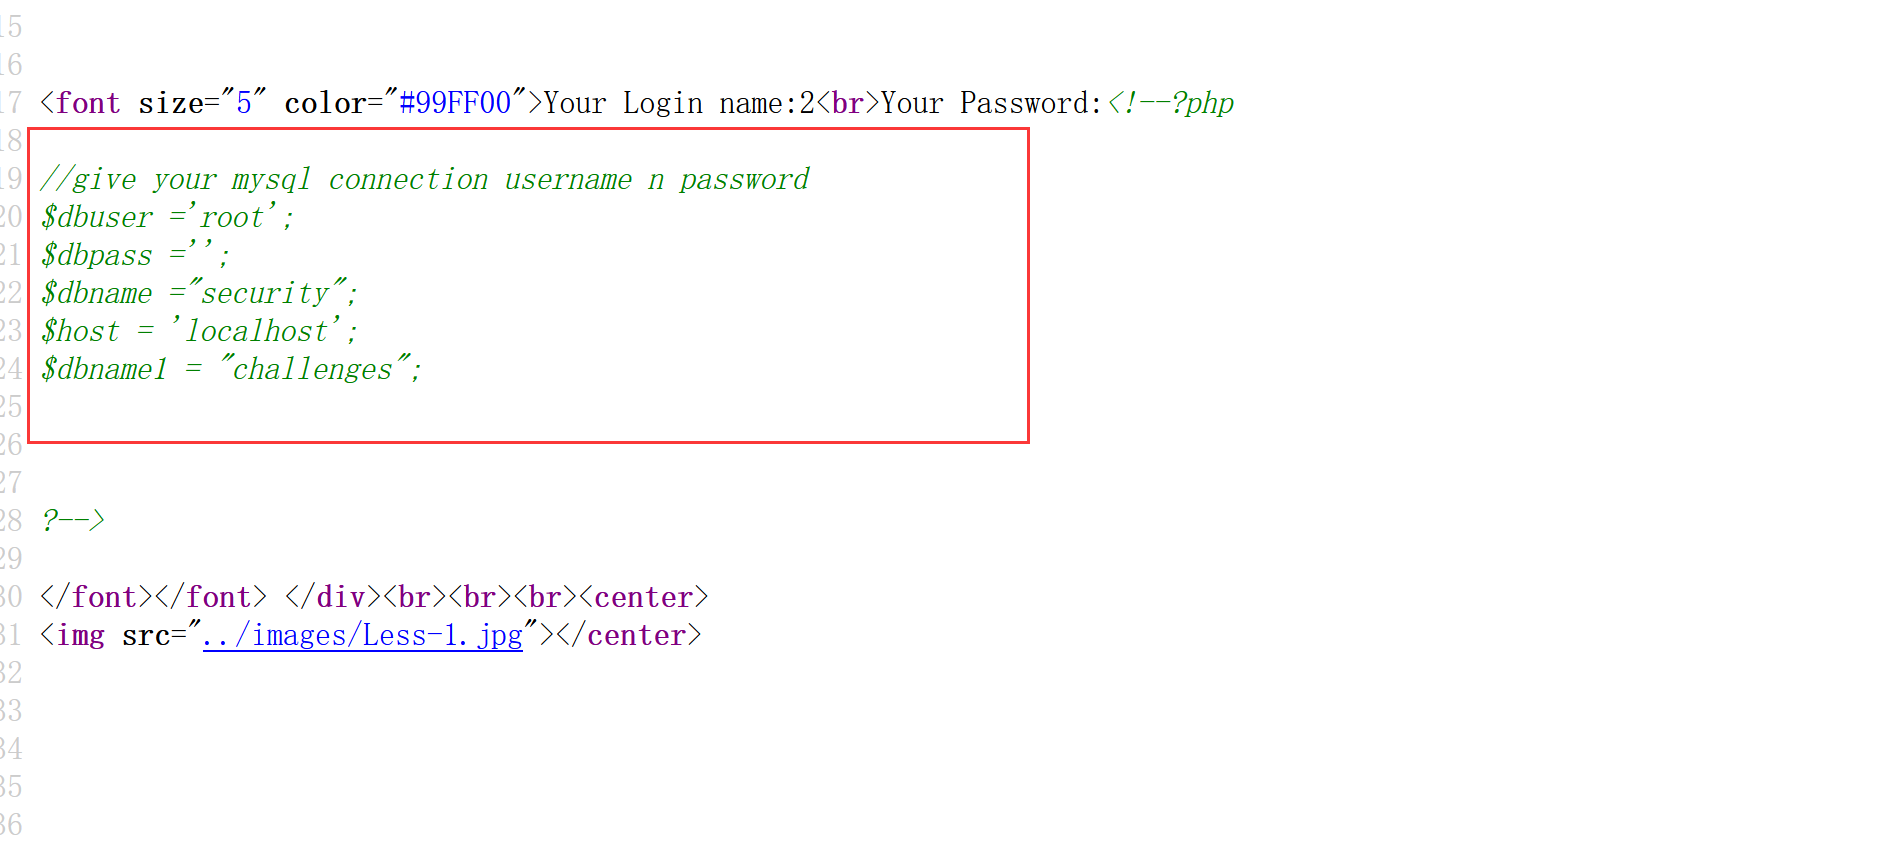 15
16
17 <font size="5" color="#99FF00">Your Login name:2<br>Your Password:<!--?php
18
19 //give your mysql connection username n password
20 $dbuser ='root';
21 $dbpass ='';
22 $dbname ="security";
23 $host = 'localhost';
24 $dbname1 = "challenges";
25
26
27
28 ?-->
29
30 </font></font> </div><br><br><br><center>
31 <img src="../images/Less-1.jpg"></center>
32
33
34
35
36